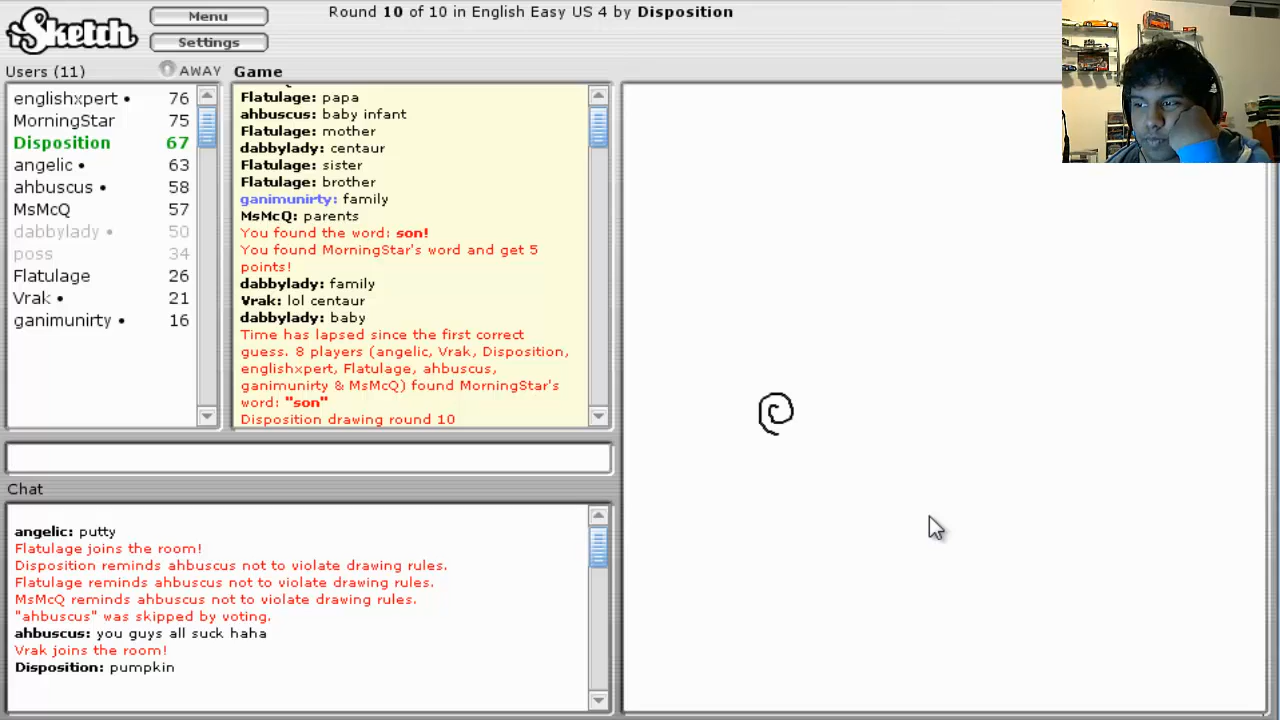 iSketch
Menu
Settings
Round 10 of 10 in English Easy US 4 by Disposition
Users (11)
AWAY
englishxpert • 76
MorningStar 75
Disposition 67
angelic • 63
ahbuscus • 58
MsMcQ 57
dabbylady • 50
poss 34
Flatulage 26
Vrak • 21
ganimunirty • 16
Game
Flatulage: papa
ahbuscus: baby infant
Flatulage: mother
dabbylady: centaur
Flatulage: sister
Flatulage: brother
ganimunirty: family
MsMcQ: parents
You found the word: son!
You found MorningStar's word and get 5
points!
dabbylady: family
Vrak: lol centaur
dabbylady: baby
Time has lapsed since the first correct
guess. 8 players (angelic, Vrak, Disposition,
englishxpert, Flatulage, ahbuscus,
ganimunirty & MsMcQ) found MorningStar's
word: "son"
Disposition drawing round 10
Chat
angelic: putty
Flatulage joins the room!
Disposition reminds ahbuscus not to violate drawing rules.
Flatulage reminds ahbuscus not to violate drawing rules.
MsMcQ reminds ahbuscus not to violate drawing rules.
"ahbuscus" was skipped by voting.
ahbuscus: you guys all suck haha
Vrak joins the room!
Disposition: pumpkin